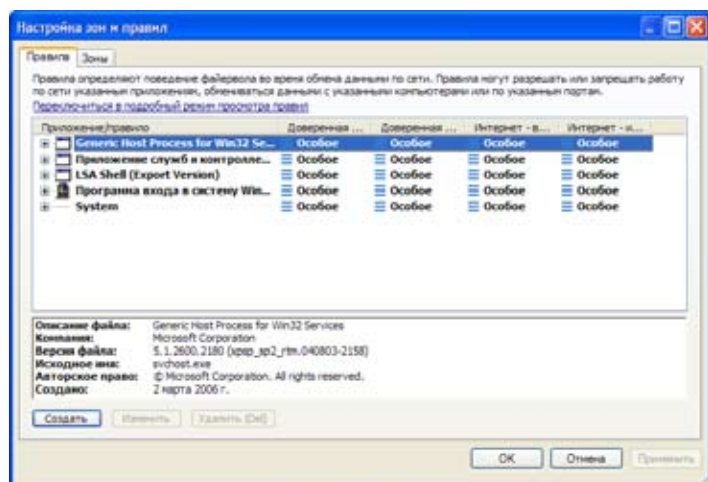 Настройка зон и правил
Правила Зоны
Правила определяют поведение файервола во время обмена данными по сети. Правила могут разрешать или запрещать работу
по сети указанным приложениям, обмениваться данными с указанными компьютерами или по указанным портам.
Переключиться в подробный режим просмотра правил
Приложение/правило Доверенная ... Доверенная ... Интернет - в... Интернет - и...
Generic Host Process for Win32 Se... Особое Особое Особое Особое
Приложение служб и контролле... Особое Особое Особое Особое
LSA Shell (Export Version) Особое Особое Особое Особое
Программа входа в систему Win... Особое Особое Особое Особое
System Особое Особое Особое Особое
Описание файла: Generic Host Process for Win32 Services
Компания: Microsoft Corporation
Версия файла: 5.1.2600.2180 (xpsp_sp2_rtm.040803-2158)
Исходное имя: svchost.exe
Авторское право: © Microsoft Corporation. All rights reserved.
Создано: 2 марта 2006 г.
Создать Изменить Удалить (Del)
OK Отмена Применить